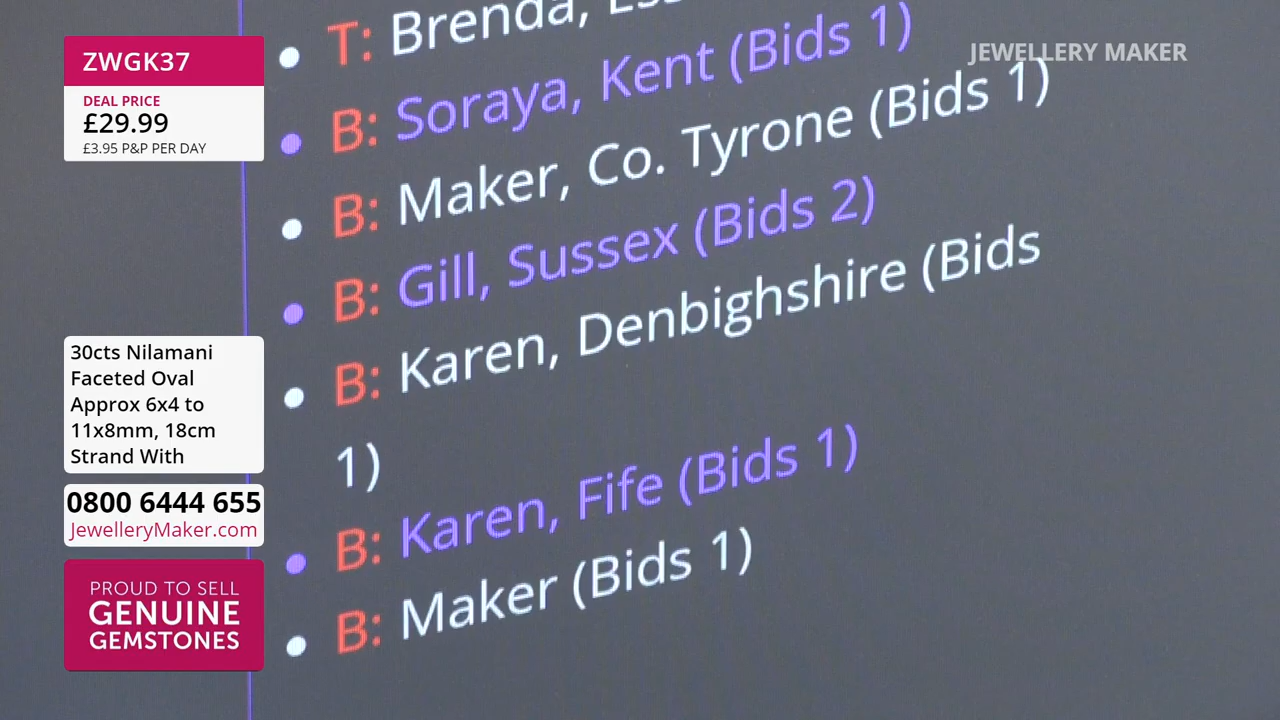 ZWGK37
DEAL PRICE
£29.99
£3.95 P&P PER DAY
JEWELLERY MAKER
T: Brenda,
B: Soraya, Kent (Bids 1)
B: Maker, Co. Tyrone (Bids 1)
B: Gill, Sussex (Bids 2)
B: Karen, Denbighshire (Bids
1)
B: Karen, Fife (Bids 1)
B: Maker (Bids 1)
30cts Nilamani
Faceted Oval
Approx 6x4 to
11x8mm, 18cm
Strand With
0800 6444 655
JewelleryMaker.com
PROUD TO SELL
GENUINE
GEMSTONES